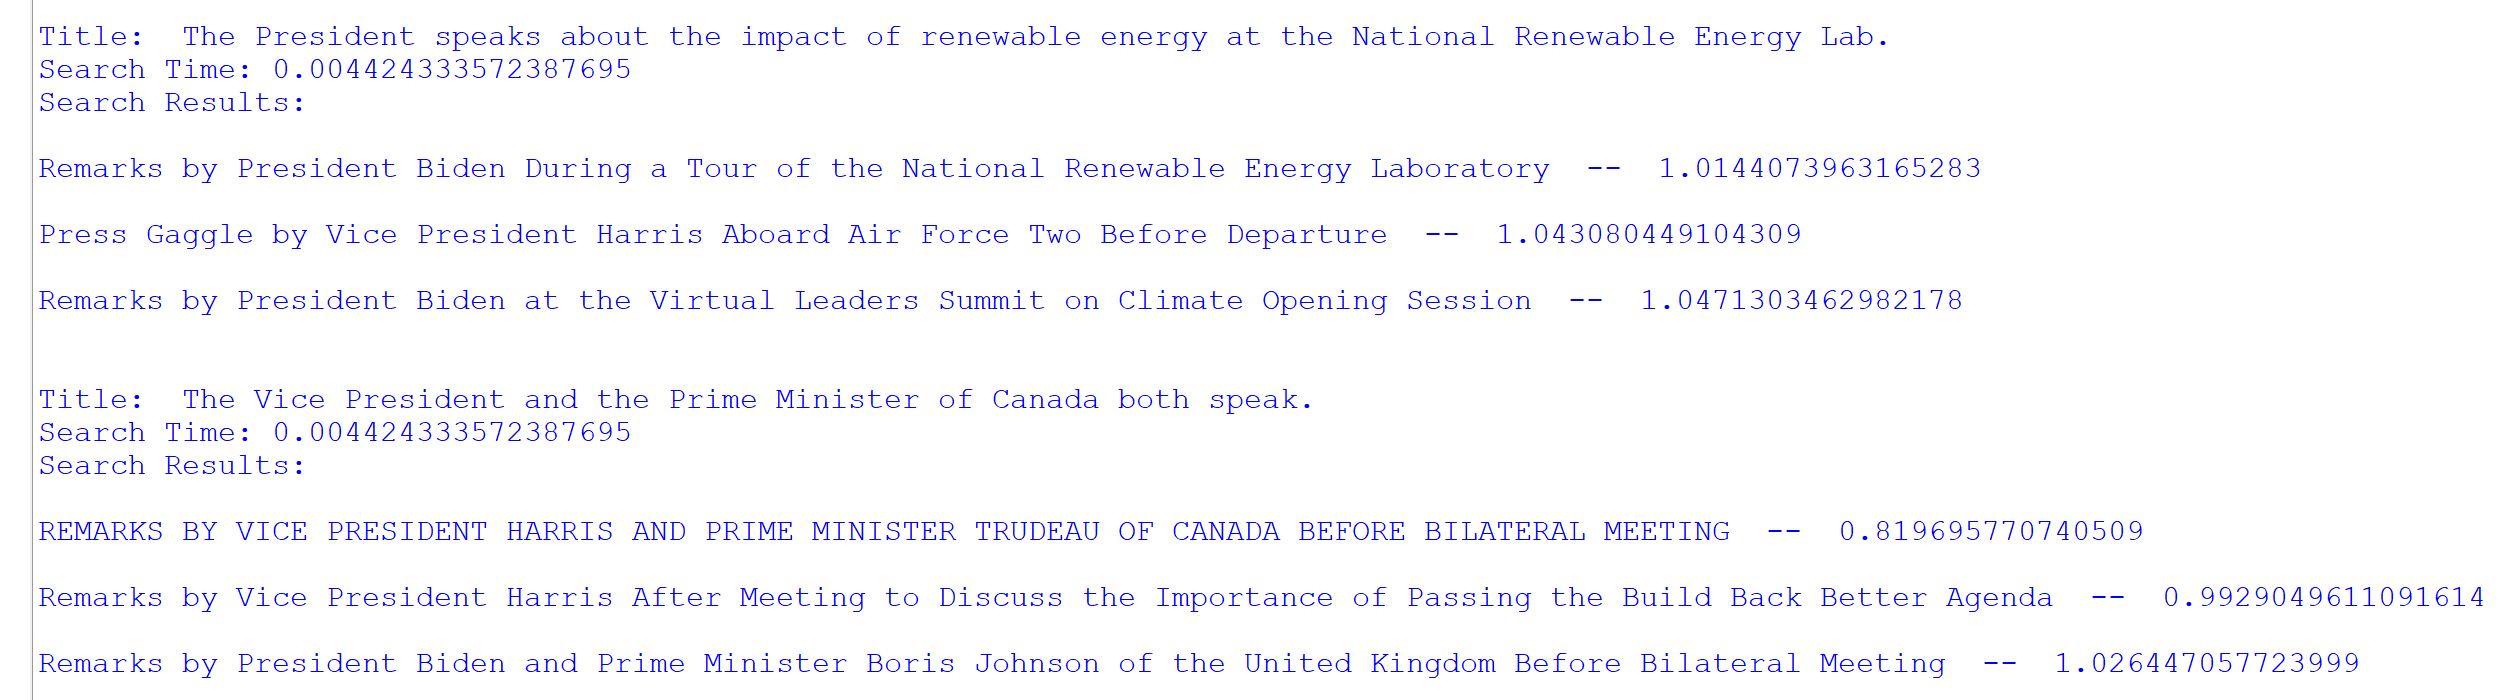 Title:  The President speaks about the impact of renewable energy at the National Renewable Energy Lab.
Search Time: 0.004424333572387695
Search Results:
Remarks by President Biden During a Tour of the National Renewable Energy Laboratory  --  1.0144073963165283
Press Gaggle by Vice President Harris Aboard Air Force Two Before Departure  --  1.043080449104309
Remarks by President Biden at the Virtual Leaders Summit on Climate Opening Session  --  1.0471303462982178
Title:  The Vice President and the Prime Minister of Canada both speak.
Search Time: 0.004424333572387695
Search Results:
REMARKS BY VICE PRESIDENT HARRIS AND PRIME MINISTER TRUDEAU OF CANADA BEFORE BILATERAL MEETING  --  0.819695770740509
Remarks by Vice President Harris After Meeting to Discuss the Importance of Passing the Build Back Better Agenda  --  0.9929049611091614
Remarks by President Biden and Prime Minister Boris Johnson of the United Kingdom Before Bilateral Meeting  --  1.026447057723999